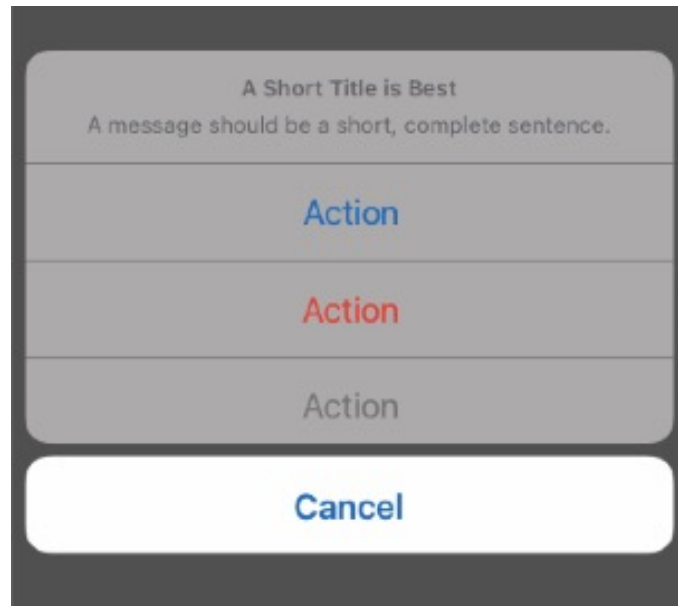 A Short Title is Best
A message should be a short, complete sentence.
Action
Action
Action
Cancel